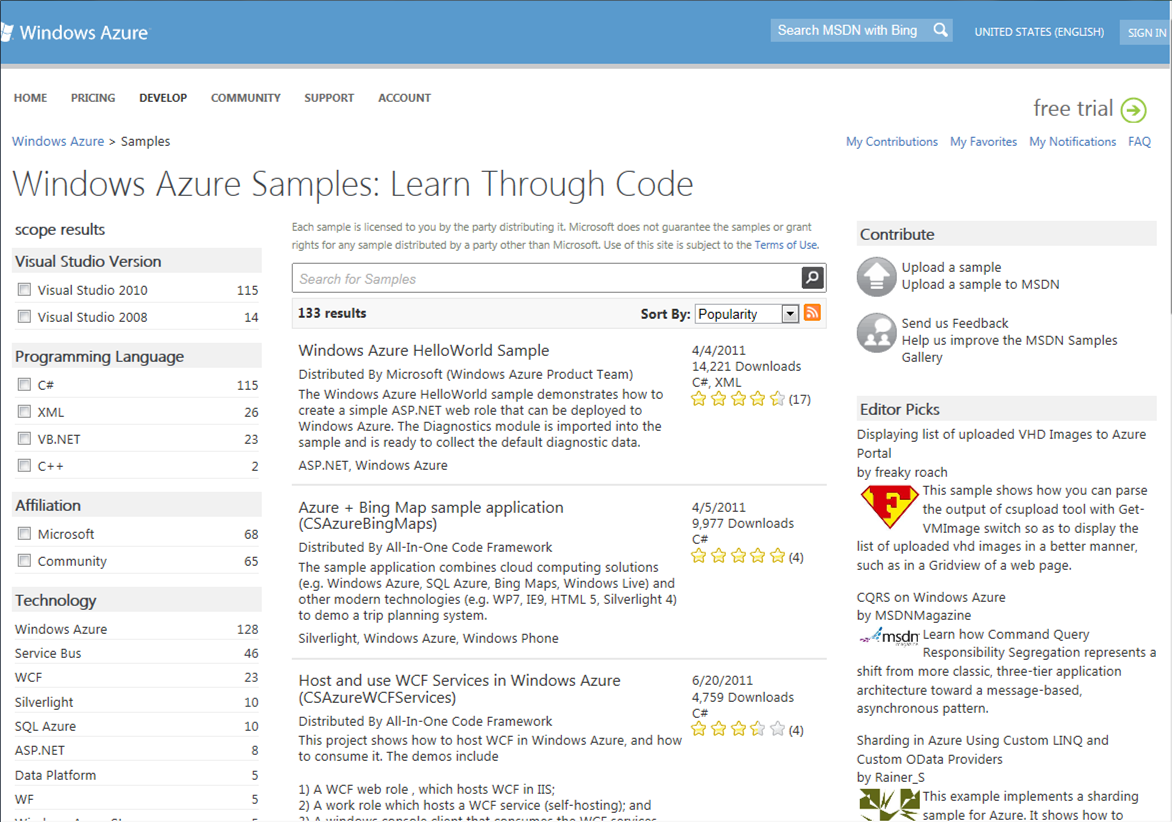 Windows Azure
Search MSDN with Bing
UNITED STATES (ENGLISH)
SIGN IN
HOME
PRICING
DEVELOP
COMMUNITY
SUPPORT
ACCOUNT
free trial
Windows Azure > Samples
My Contributions
My Favorites
My Notifications
FAQ
Windows Azure Samples: Learn Through Code
scope results
Visual Studio Version
Visual Studio 2010 115
Visual Studio 2008 14
Programming Language
C# 115
XML 26
VB.NET 23
C++ 2
Affiliation
Microsoft 68
Community 65
Technology
Windows Azure 128
Service Bus 46
WCF 23
Silverlight 10
SQL Azure 10
ASP.NET 8
Data Platform 5
WF 5
Each sample is licensed to you by the party distributing it. Microsoft does not guarantee the samples or grant
rights for any sample distributed by a party other than Microsoft. Use of this site is subject to the Terms of Use.
Search for Samples
133 results
Sort By: Popularity
Windows Azure HelloWorld Sample
Distributed By Microsoft (Windows Azure Product Team)
The Windows Azure HelloWorld sample demonstrates how to
create a simple ASP.NET web role that can be deployed to
Windows Azure. The Diagnostics module is imported into the
sample and is ready to collect the default diagnostic data.
ASP.NET, Windows Azure
4/4/2011
14,221 Downloads
C#, XML
(17)
Azure + Bing Map sample application
(CSAzureBingMaps)
Distributed By All-In-One Code Framework
The sample application combines cloud computing solutions
(e.g. Windows Azure, SQL Azure, Bing Maps, Windows Live) and
other modern technologies (e.g. WP7, IE9, HTML 5, Silverlight 4)
to demo a trip planning system.
Silverlight, Windows Azure, Windows Phone
4/5/2011
9,977 Downloads
C#
(4)
Host and use WCF Services in Windows Azure
(CSAzureWCFServices)
Distributed By All-In-One Code Framework
This project shows how to host WCF in Windows Azure, and how
to consume it. The demos include
1) A WCF web role , which hosts WCF in IIS;
2) A work role which hosts a WCF service (self-hosting); and
3) A windows console client that consumes the WCF services
6/20/2011
4,759 Downloads
C#
(4)
Contribute
Upload a sample
Upload a sample to MSDN
Send us Feedback
Help us improve the MSDN Samples
Gallery
Editor Picks
Displaying list of uploaded VHD Images to Azure
Portal
by freaky roach
F
This sample shows how you can parse
the output of csupload tool with Get-
VMImage switch so as to display the
list of uploaded vhd images in a better manner,
such as in a Gridview of a web page.
CQRS on Windows Azure
by MSDNMagazine
msdn
Learn how Command Query
Responsibility Segregation represents a
shift from more classic, three-tier application
architecture toward a message-based,
asynchronous pattern.
Sharding in Azure Using Custom LINQ and
Custom OData Providers
by Rainer_S
This example implements a sharding
sample for Azure. It shows how to